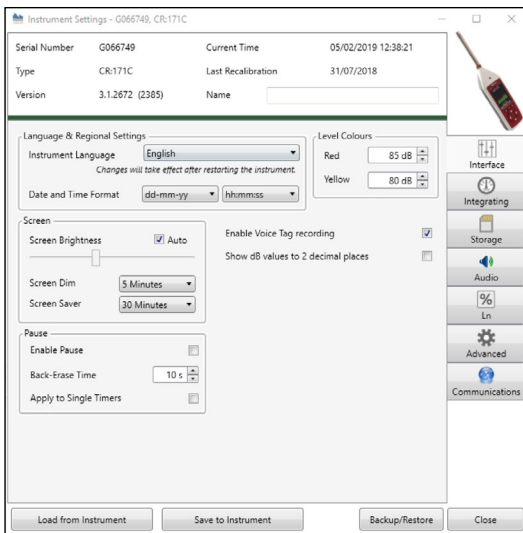 Instrument Settings - G066749, CR:171C
Serial Number G066749 Current Time 05/02/2019 12:38:21
Type CR:171C Last Recalibration 31/07/2018
Version 3.1.2672 (2385) Name
Language & Regional Settings
Instrument Language English
Changes will take effect after restarting the instrument.
Date and Time Format dd-mm-yy hh:mm:ss
Level Colours
Red 85 dB
Yellow 80 dB
Screen
Screen Brightness Auto
Screen Dim 5 Minutes
Screen Saver 30 Minutes
Enable Voice Tag recording
Show dB values to 2 decimal places
Pause
Enable Pause
Back-Erase Time 10 s
Apply to Single Timers
Interface
Integrating
Storage
Audio
%
Ln
Advanced
Communications
Load from Instrument Save to Instrument Backup/Restore Close